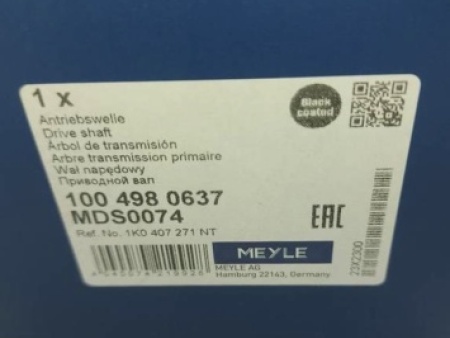 1 x
Black
coated
Antriebswelle
Drive shaft
Árbol de transmisión
Arbre transmission primaire
Wał napędowy
Приводной вал
100 498 0637
MDS0074
Ref. No. 1K0 407 271 NT
EAC
MEYLE
MEYLE AG
Hamburg 22143, Germany
23X2300